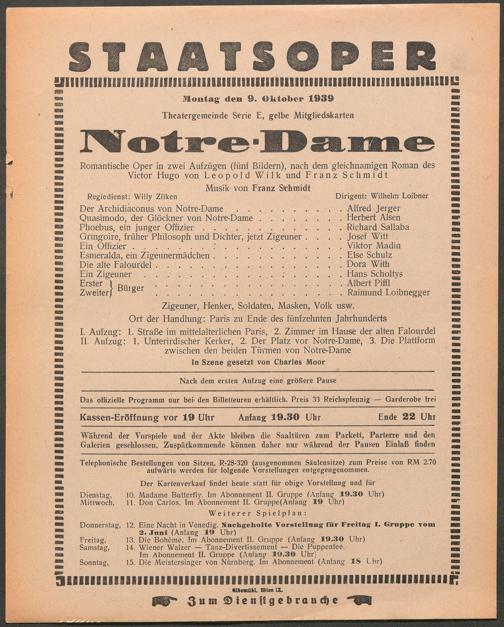 STAATSOPER
Montag den 9. Oktober 1939
Theatergemeinde Serie E, gelbe Mitgliedskarten
Notre-Dame
Romantische Oper in zwei Aufzügen (fünf Bildern), nach dem gleichnamigen Roman des
Victor Hugo von Leopold Wilk und Franz Schmidt
Musik von Franz Schmidt
Regiedienst: Willy Zilken Dirigent: Wilhelm Loibner
Der Archidiaconus von Notre-Dame . . . . . . . . . . . Alfred Jerger
Quasimodo, der Glöckner von Notre-Dame . . . . . . . . Herbert Alsen
Phoebus, ein junger Offizier . . . . . . . . . . . . . Richard Sallaba
Gringoire, früher Philosoph und Dichter, jetzt Zigeuner . . . . Josef Witt
Ein Offizier . . . . . . . . . . . . . . . . Viktor Madin
Esmeralda, ein Zigeunermädchen . . . . . . . . . . . . Else Schulz
Die alte Falourdel . . . . . . . . . . . . . . Dora With
Ein Zigeuner . . . . . . . . . . . . . . . . Hans Scholtys
Erster } Bürger . . . . . . . . . . . . . . Albert Piffl
Zweiter } Raimund Loibnegger
Zigeuner, Henker, Soldaten, Masken, Volk usw.
Ort der Handlung: Paris zu Ende des fünfzehnten Jahrhunderts
I. Aufzug: 1. Straße im mittelalterlichen Paris, 2. Zimmer im Hause der alten Falourdel
II. Aufzug: 1. Unterirdischer Kerker, 2. Der Platz vor Notre-Dame, 3. Die Plattform
zwischen den beiden Türmen von Notre-Dame
In Szene gesetzt von Charles Moor
Nach dem ersten Aufzug eine größere Pause
Das offizielle Programm nur bei den Billetteuren erhältlich. Preis 33 Reichspfennig — Garderobe frei
Kassen-Eröffnung vor 19 Uhr Anfang 19.30 Uhr Ende 22 Uhr
Während der Vorspiele und der Akte bleiben die Saaltüren zum Parkett, Parterre und den
Galerien geschlossen. Zuspätkommende können daher nur während der Pausen Einlaß finden
Telephonische Bestellungen von Sitzen, R-28-320 (ausgenommen Säulensitze) zum Preise von RM 2.70
aufwärts werden für folgende Vorstellungen entgegengenommen.
Der Kartenverkauf findet heute statt für obige Vorstellung und für
Dienstag, 10. Madame Butterfly. Im Abonnement II. Gruppe (Anfang 19.30 Uhr)
Mittwoch, 11. Don Carlos. Im Abonnement II. Gruppe(Anfang 19 Uhr)
Weiterer Spielplan:
Donnerstag, 12. Eine Nacht in Venedig. Nachgeholte Vorstellung für Freitag I. Gruppe vom
2. Juni (Anfang 19 Uhr)
Freitag, 13. Die Bohème. Im Abonnement II. Gruppe (Anfang 19.30 Uhr)
Samstag, 14. Wiener Walzer — Tanz-Divertissement — Die Puppenfee.
Im Abonnement II. Gruppe (Anfang 19.30 Uhr)
Sonntag, 15. Die Meistersinger von Nürnberg. Im Abonnement II. Gruppe (Anfang 18 Uhr)
Elbemühl, Wien IX.
Zum Dienstgebrauche